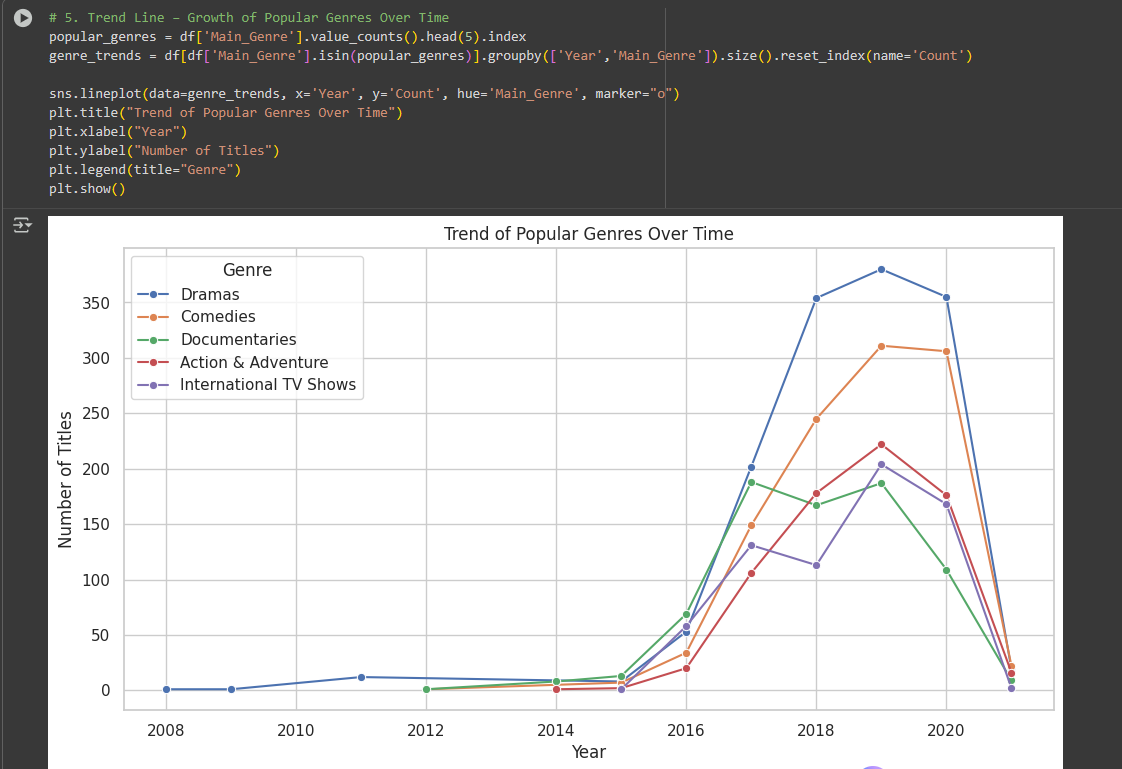 # 5. Trend Line – Growth of Popular Genres Over Time
popular_genres = df['Main_Genre'].value_counts().head(5).index
genre_trends = df[df['Main_Genre'].isin(popular_genres)].groupby(['Year','Main_Genre']).size().reset_index(name='Count')
sns.lineplot(data=genre_trends, x='Year', y='Count', hue='Main_Genre', marker="o")
plt.title("Trend of Popular Genres Over Time")
plt.xlabel("Year")
plt.ylabel("Number of Titles")
plt.legend(title="Genre")
plt.show()
Trend of Popular Genres Over Time
Genre
Dramas
Comedies
Documentaries
Action & Adventure
International TV Shows
Number of Titles
350
300
250
200
150
100
50
0
2008 2010 2012 2014 2016 2018 2020
Year